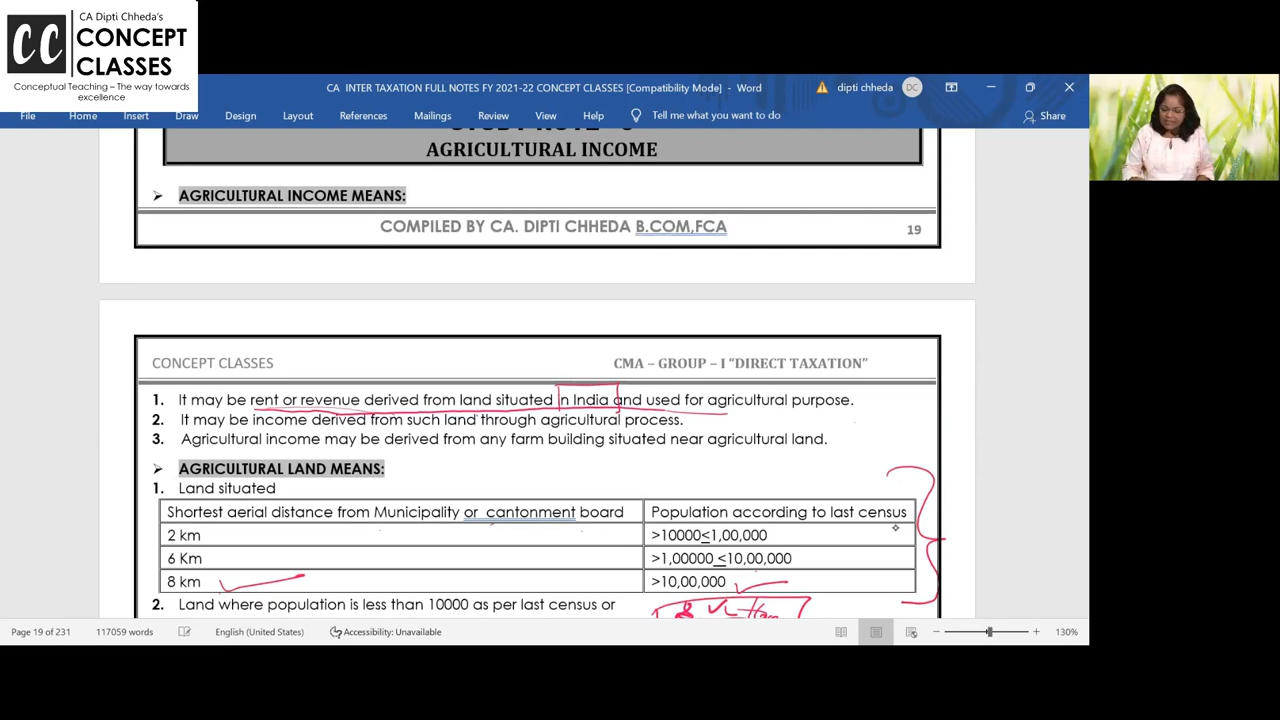 CA Dipti Chheda's
CC CONCEPT
CLASSES
Conceptual Teaching – The way towards
excellence
CA INTER TAXATION FULL NOTES FY 2021-22 CONCEPT CLASSES [Compatibility Mode] - Word
dipti chheda DC
File Home Insert Draw Design Layout References Mailings Review View Help Tell me what you want to do Share
AGRICULTURAL INCOME
➢ AGRICULTURAL INCOME MEANS:
COMPILED BY CA. DIPTI CHHEDA B.COM,FCA 19
CONCEPT CLASSES CMA – GROUP – I "DIRECT TAXATION"
1. It may be rent or revenue derived from land situated in India and used for agricultural purpose.
2. It may be income derived from such land through agricultural process.
3. Agricultural income may be derived from any farm building situated near agricultural land.
➢ AGRICULTURAL LAND MEANS:
1. Land situated
Shortest aerial distance from Municipality or cantonment board Population according to last census
2 km >10000≤1,00,000
6 Km >1,00000 ≤10,00,000
8 km >10,00,000
2. Land where population is less than 10000 as per last census or
Page 19 of 231 117059 words English (United States) Accessibility: Unavailable 130%